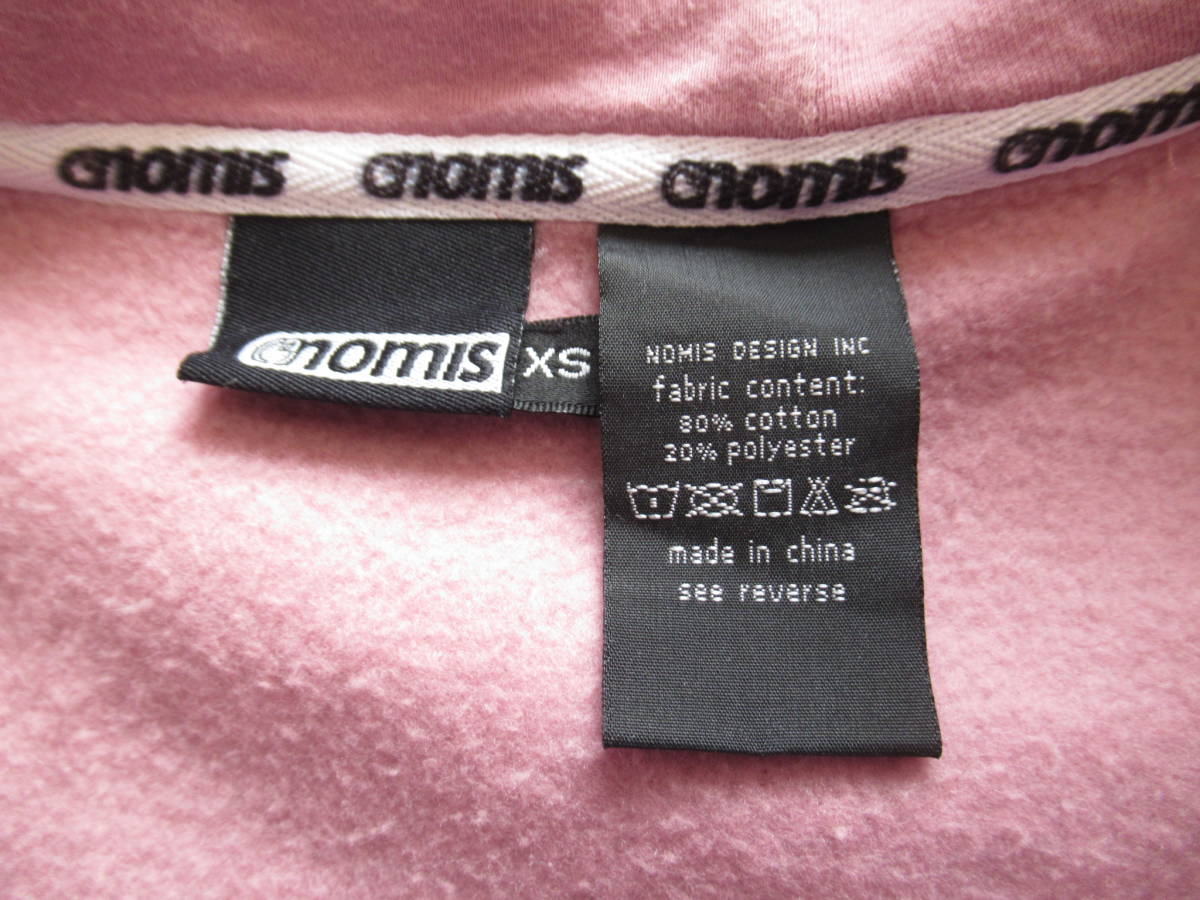 nomis nomis nomis nom
nomis
XS
NOMIS DESIGN INC
fabric content:
80% cotton
20% polyester
made in china
see reverse